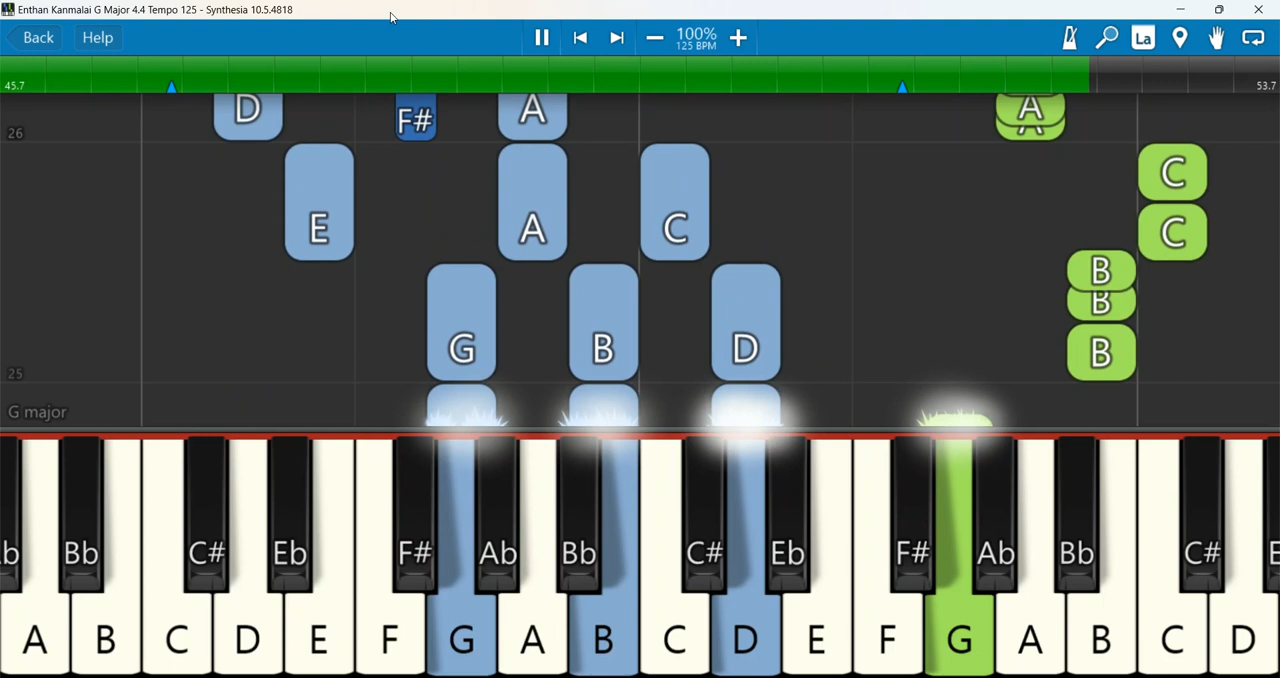 Enthan Kanmalai G Major 4.4 Tempo 125 - Synthesia 10.5.4818
Back Help 100% La
125 BPM
45.7 53.7
D F# A A
26 A
C
E A C C
B
B
G B D B
25
G major
b Bb C# Eb F# Ab Bb C# Eb F# Ab Bb C# E
A B C D E F G A B C D E F G A B C D